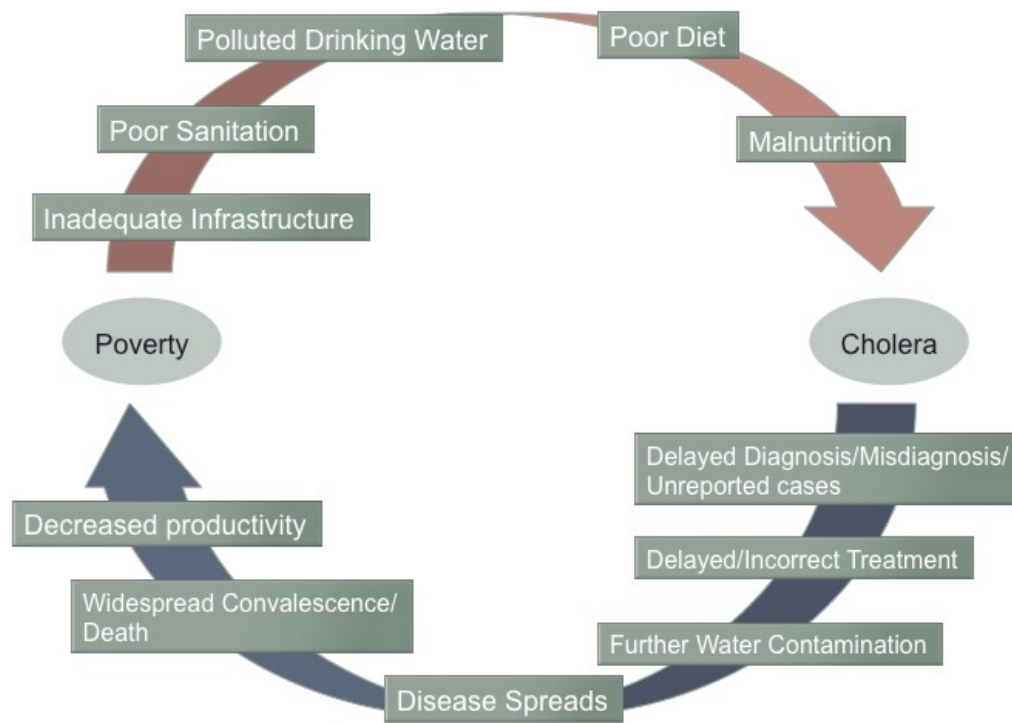 Polluted Drinking Water
Poor Diet
Poor Sanitation
Malnutrition
Inadequate Infrastructure
Poverty
Cholera
Delayed Diagnosis/Misdiagnosis/
Unreported cases
Decreased productivity
Delayed/Incorrect Treatment
Widespread Convalescence/
Death
Further Water Contamination
Disease Spreads